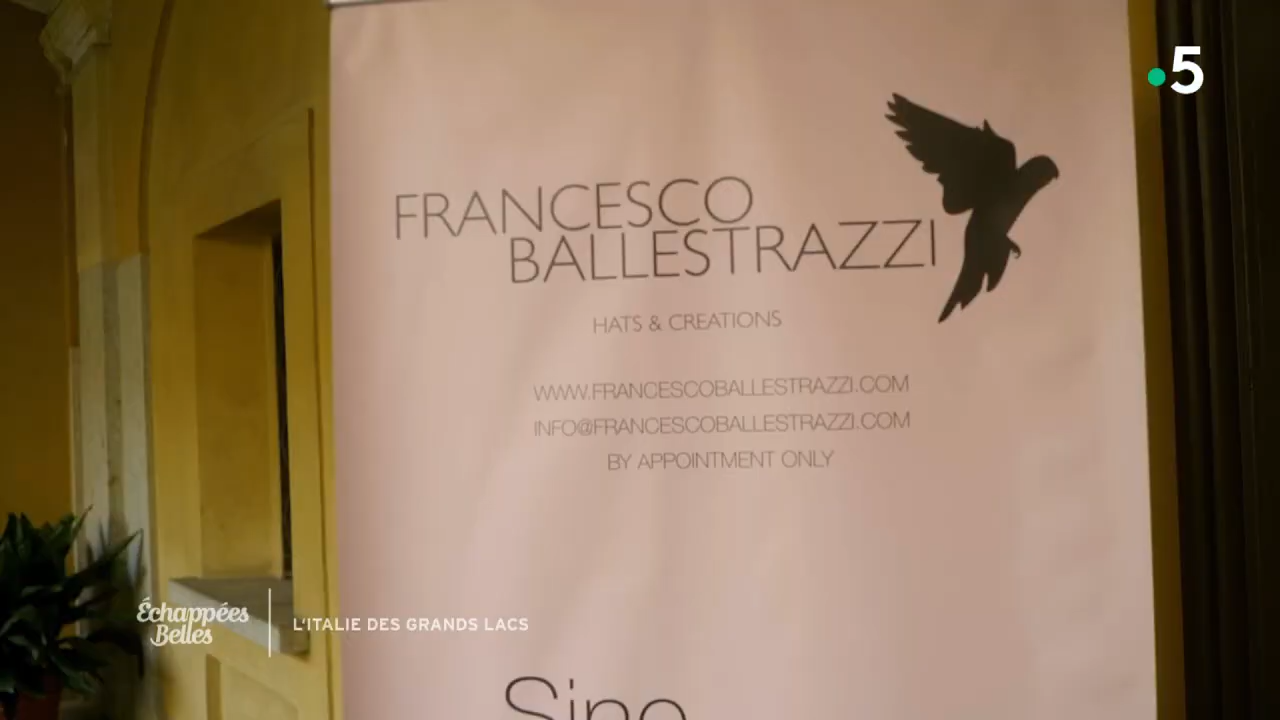 5
FRANCESCO
BALLESTRAZZI
HATS & CREATIONS
WWW.FRANCESCOBALLESTRAZZI.COM
INFO@FRANCESCOBALLESTRAZZI.COM
BY APPOINTMENT ONLY
Échappées
Belles
L'ITALIE DES GRANDS LACS